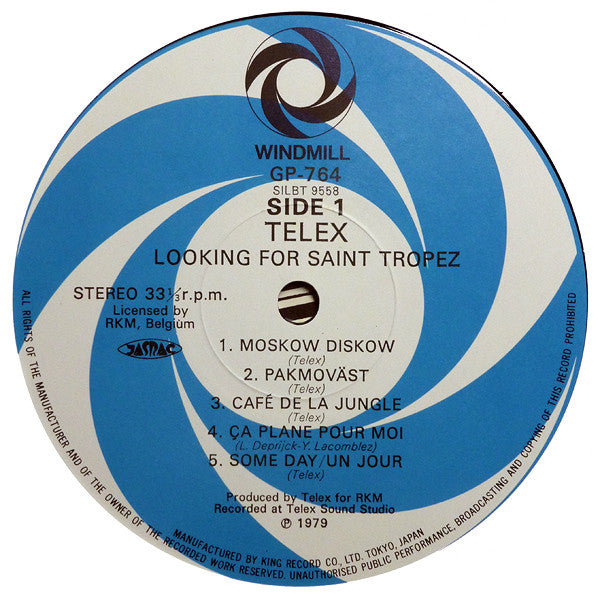 WINDMILL
GP-764
SILBT 9558
SIDE 1
TELEX
LOOKING FOR SAINT TROPEZ
STEREO 33⅓r.p.m.
Licensed by
RKM, Belgium
JASRAC
1. MOSKOW DISKOW
(Telex)
2. PAKMOVÄST
(Telex)
3. CAFÉ DE LA JUNGLE
(Telex)
4. ÇA PLANE POUR MOI
(L. Deprijck-Y. Lacomblez)
5. SOME DAY/UN JOUR
(Telex)
Produced by Telex for RKM
Recorded at Telex Sound Studio
℗ 1979
MANUFACTURED BY KING RECORD CO., LTD. TOKYO, JAPAN
ALL RIGHTS OF THE MANUFACTURER AND OF THE OWNER OF THE RECORDED WORK RESERVED. UNAUTHORISED PUBLIC PERFORMANCE, BROADCASTING AND COPYING OF THIS RECORD PROHIBITED